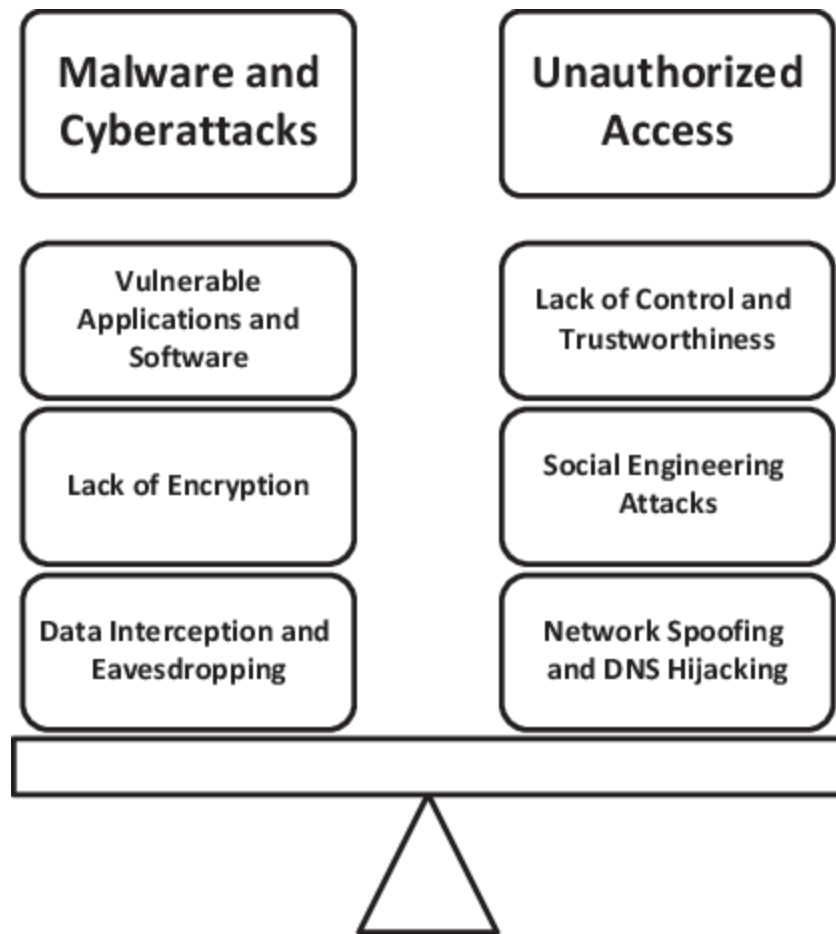 Malware and
Cyberattacks
Vulnerable
Applications and
Software
Lack of Encryption
Data Interception and
Eavesdropping
Unauthorized
Access
Lack of Control and
Trustworthiness
Social Engineering
Attacks
Network Spoofing
and DNS Hijacking